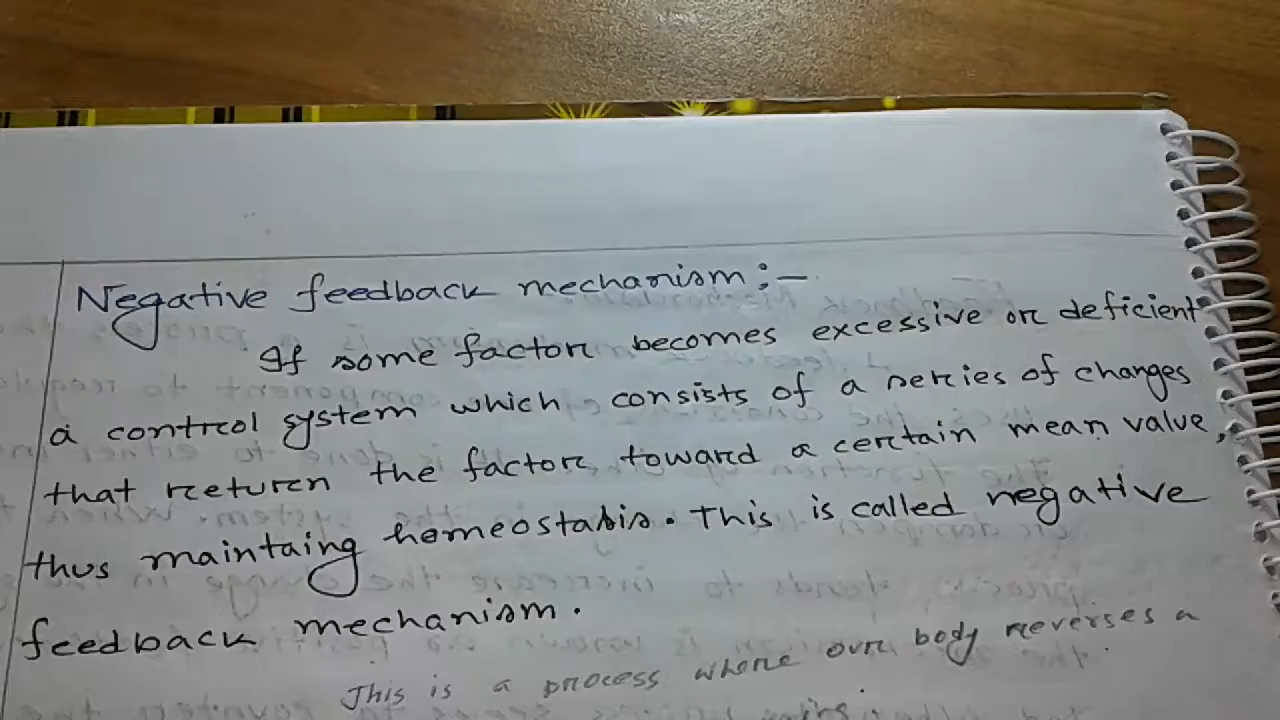 Negative feedback mechanism:-
If some factor becomes excessive or deficient
a control system which consists of a series of changes
that return the factor toward a certain mean value,
thus maintaing homeostasis. This is called negative
feedback mechanism.
This is a process where our body reverses a